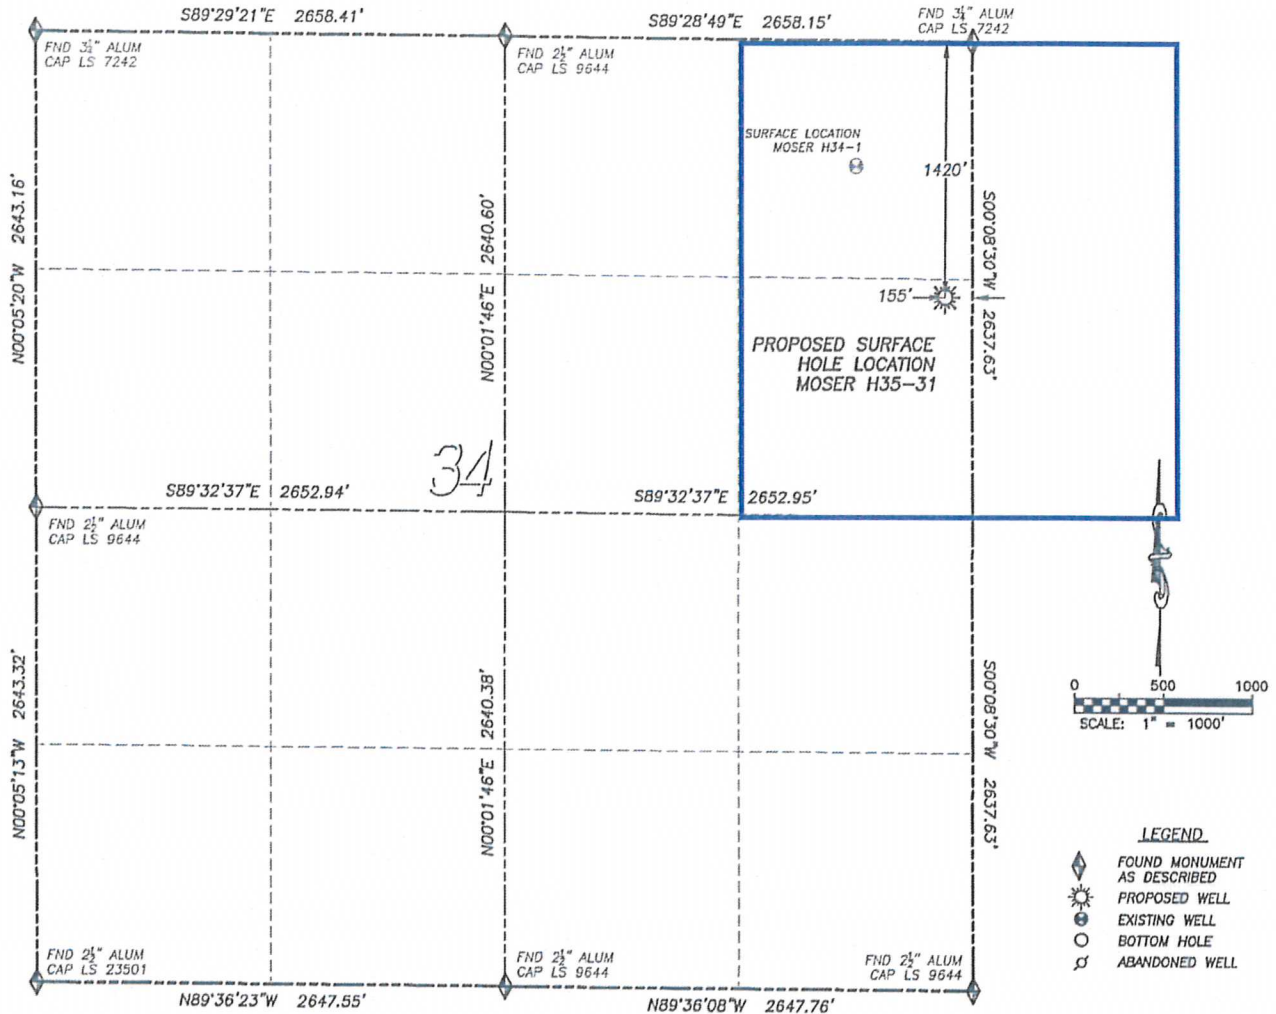 S89°29'21"E 2658.41'
S89°28'49"E 2658.15'
FND 3¼" ALUM
CAP LS 7242
FND 3¼" ALUM
CAP LS 7242
FND 2½" ALUM
CAP LS 9644
SURFACE LOCATION
MOSER H34-1
1420'
N00°05'20"W 2643.16'
N00°01'46"E 2640.60'
S00°08'30"W 2637.63'
155'
PROPOSED SURFACE
HOLE LOCATION
MOSER H35-31
34
S89°32'37"E 2652.94'
S89°32'37"E 2652.95'
FND 2½" ALUM
CAP LS 9644
N00°05'13"W 2643.32'
N00°01'46"E 2640.38'
S00°08'30"W 2637.63'
0 500 1000
SCALE: 1" = 1000'
LEGEND
FOUND MONUMENT
AS DESCRIBED
PROPOSED WELL
EXISTING WELL
BOTTOM HOLE
ABANDONED WELL
FND 2½" ALUM
CAP LS 23501
FND 2½" ALUM
CAP LS 9644
FND 2½" ALUM
CAP LS 9644
N89°36'23"W 2647.55'
N89°36'08"W 2647.76'